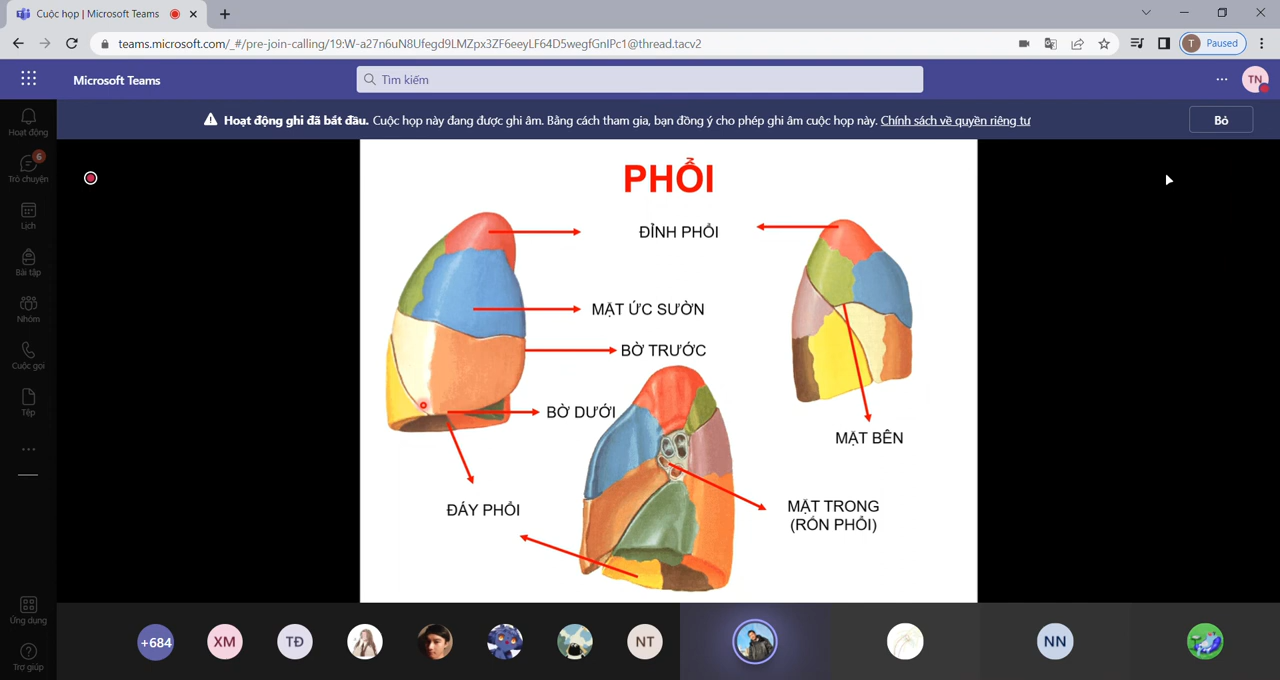 Cuộc họp | Microsoft Teams
teams.microsoft.com/_#/pre-join-calling/19:W-a27n6uN8Ufegd9LMZpx3ZF6eeyLF64D5wegfGnIPc1@thread.tacv2
T Paused
Microsoft Teams
Tìm kiếm
TN
Hoạt động ghi đã bắt đầu. Cuộc họp này đang được ghi âm. Bằng cách tham gia, bạn đồng ý cho phép ghi âm cuộc họp này. Chính sách về quyền riêng tư
Bỏ
Hoạt động
6
Trò chuyện
Lịch
Bài tập
Nhóm
Cuộc gọi
Tệp
Ứng dụng
Trợ giúp
PHỔI
ĐỈNH PHỔI
MẶT ỨC SƯỜN
BỜ TRƯỚC
BỜ DƯỚI
MẶT BÊN
ĐÁY PHỔI
MẶT TRONG
(RỐN PHỔI)
+684
XM
TĐ
NT
NN